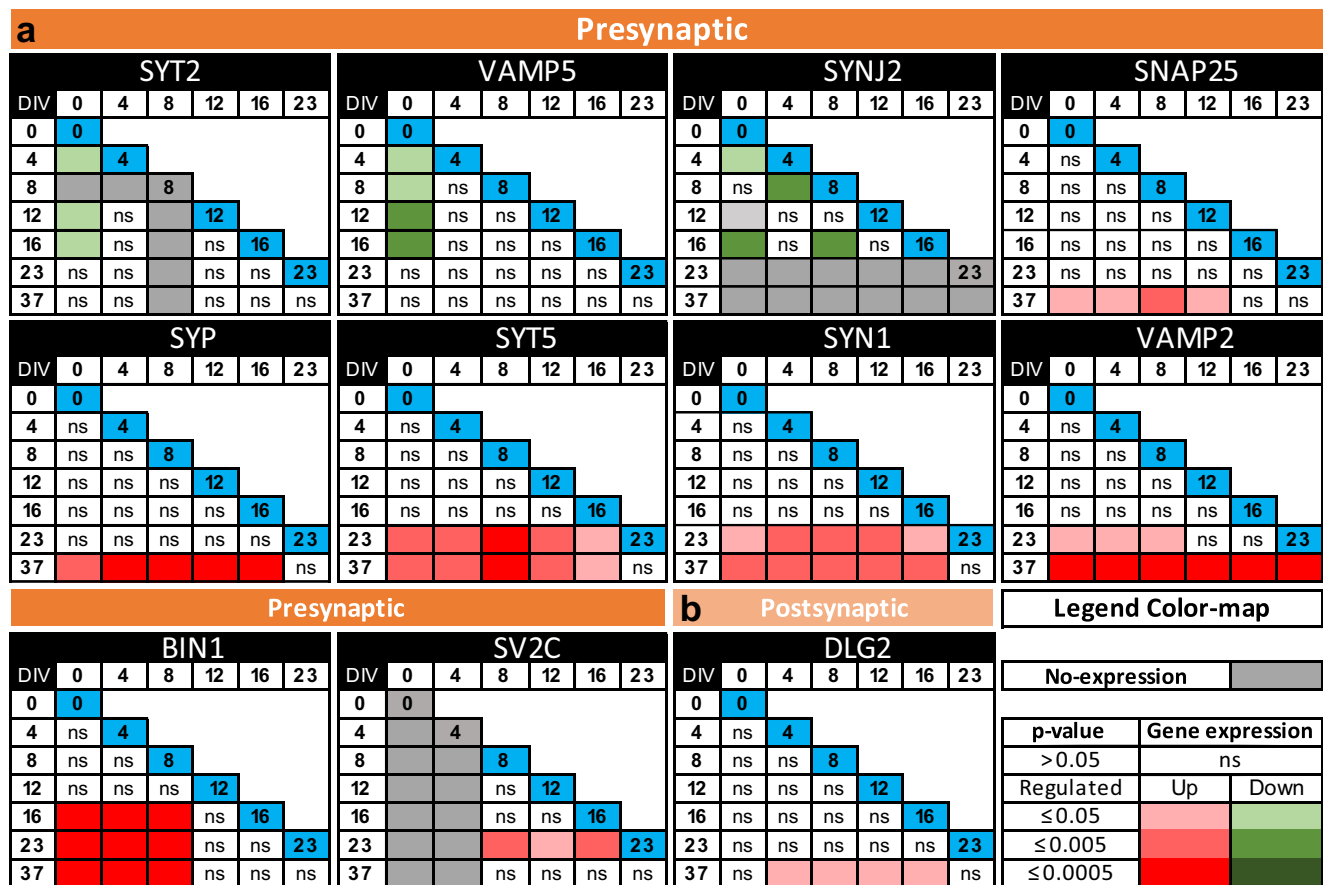 a
Presynaptic
SYT2
DIV 0 4 8 12 16 23
0 0
4 4
8 8
12 ns 12
16 ns ns 16
23 ns ns ns ns 23
37 ns ns ns ns ns
VAMP5
DIV 0 4 8 12 16 23
0 0
4 4
8 ns 8
12 ns ns 12
16 ns ns ns 16
23 ns ns ns ns ns 23
37 ns ns ns ns ns ns
SYNJ2
DIV 0 4 8 12 16 23
0 0
4 4
8 ns 8
12 ns ns 12
16 ns ns 16
23 23
37
SNAP25
DIV 0 4 8 12 16 23
0 0
4 ns 4
8 ns ns 8
12 ns ns ns 12
16 ns ns ns ns 16
23 ns ns ns ns ns 23
37 ns ns
SYP
DIV 0 4 8 12 16 23
0 0
4 ns 4
8 ns ns 8
12 ns ns ns 12
16 ns ns ns ns 16
23 ns ns ns ns ns 23
37 ns
SYT5
DIV 0 4 8 12 16 23
0 0
4 ns 4
8 ns ns 8
12 ns ns ns 12
16 ns ns ns ns 16
23 23
37 ns
SYN1
DIV 0 4 8 12 16 23
0 0
4 ns 4
8 ns ns 8
12 ns ns ns 12
16 ns ns ns ns 16
23 23
37 ns
VAMP2
DIV 0 4 8 12 16 23
0 0
4 ns 4
8 ns ns 8
12 ns ns ns 12
16 ns ns ns ns 16
23 ns ns 23
37
Presynaptic
BIN1
DIV 0 4 8 12 16 23
0 0
4 ns 4
8 ns ns 8
12 ns ns ns 12
16 ns 16
23 ns ns 23
37 ns ns ns
SV2C
DIV 0 4 8 12 16 23
0 0
4 4
8 8
12 ns 12
16 ns ns 16
23 23
37 ns ns ns ns
b
Postsynaptic
DLG2
DIV 0 4 8 12 16 23
0 0
4 ns 4
8 ns ns 8
12 ns ns ns 12
16 ns ns ns ns 16
23 ns ns ns ns ns 23
37 ns ns
Legend Color-map
No-expression
p-value Gene expression
>0.05 ns
Regulated Up Down
≤0.05
≤0.005
≤0.0005